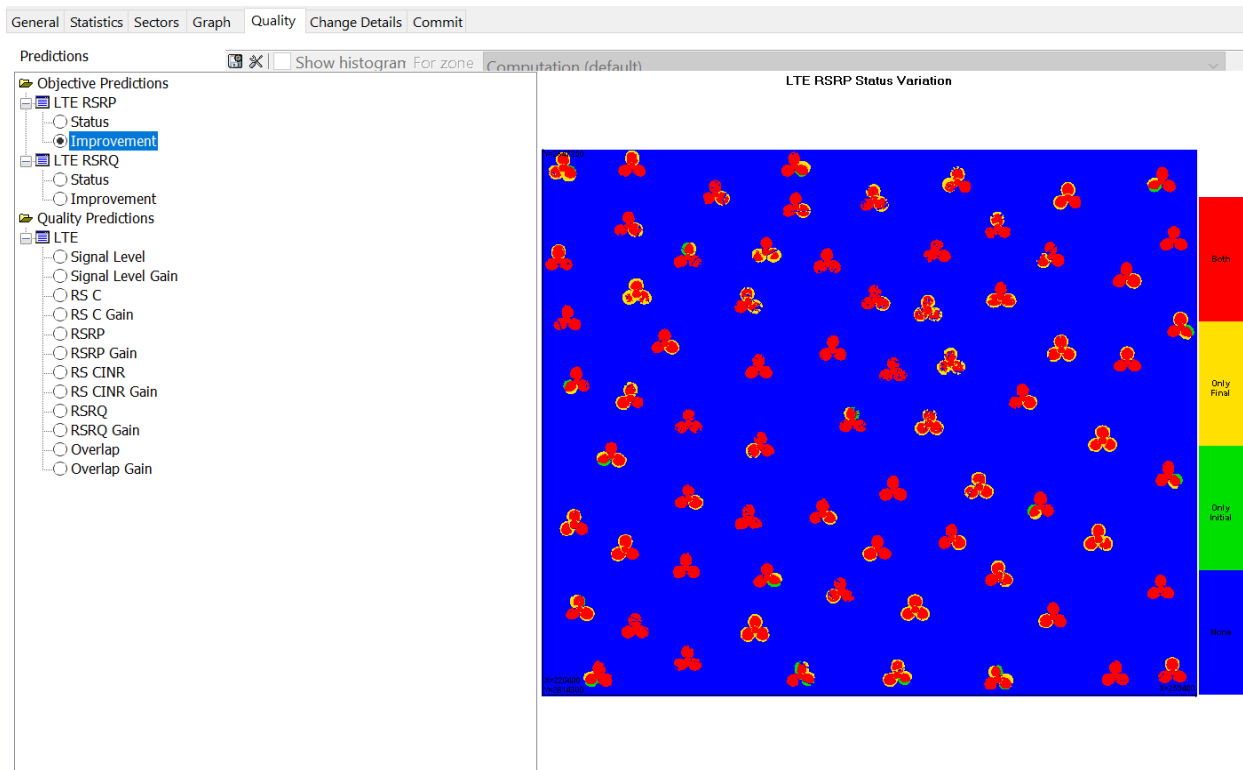 General Statistics Sectors Graph Quality Change Details Commit
Predictions
Show histogran For zone Computation (default)
Objective Predictions
LTE RSRP
Status
Improvement
LTE RSRQ
Status
Improvement
Quality Predictions
LTE
Signal Level
Signal Level Gain
RS C
RS C Gain
RSRP
RSRP Gain
RS CINR
RS CINR Gain
RSRQ
RSRQ Gain
Overlap
Overlap Gain
LTE RSRP Status Variation
Both
Only
Final
Only
Initial
None